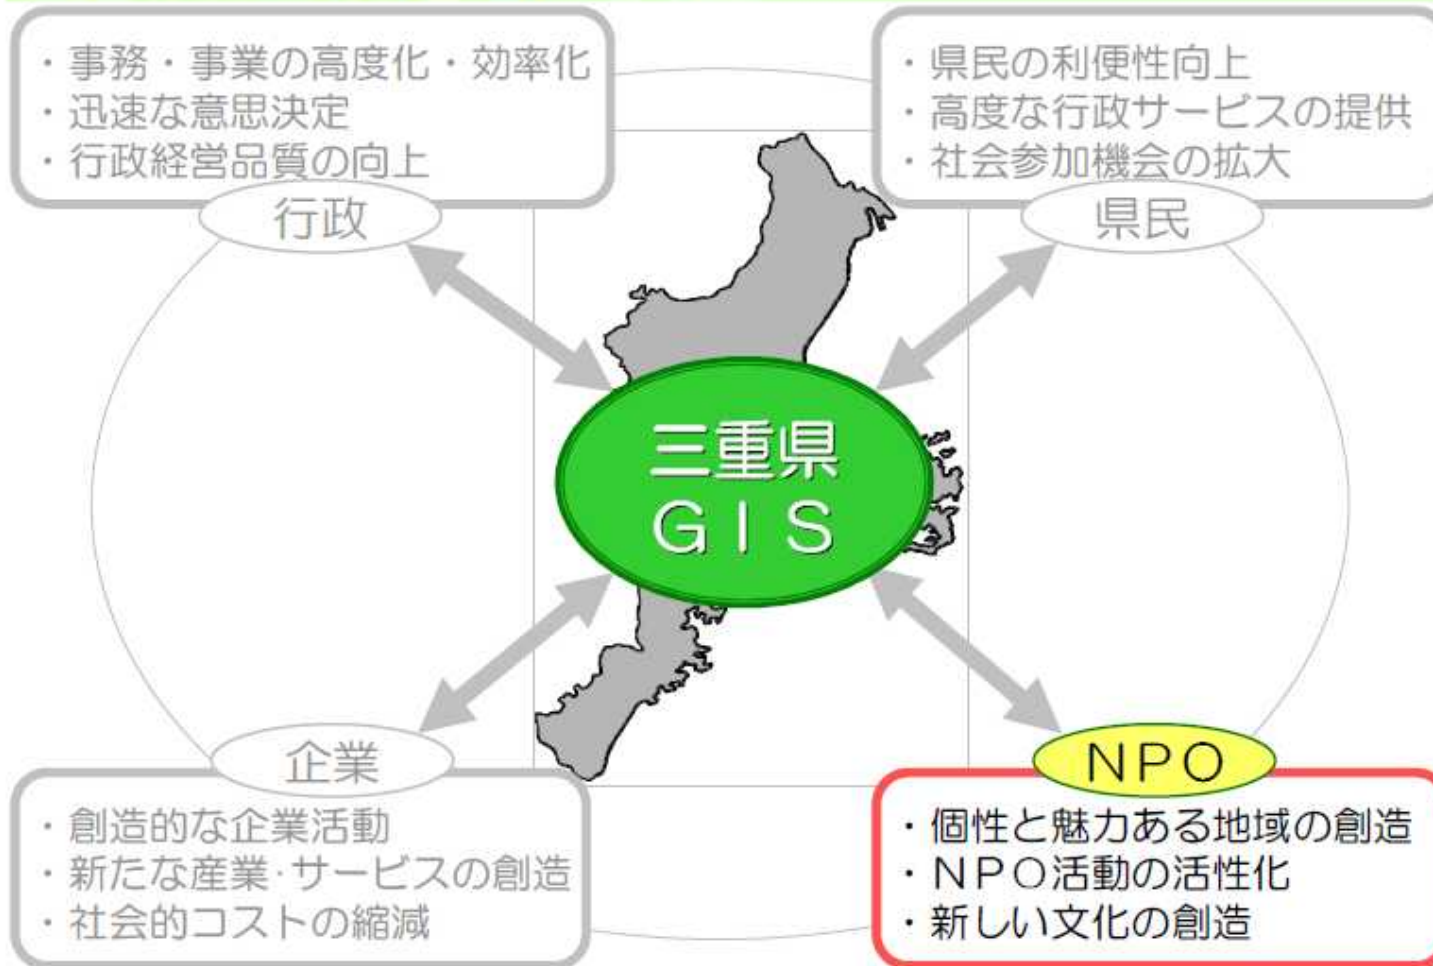 ・事務・事業の高度化・効率化
・迅速な意思決定
・行政経営品質の向上
行政
・県民の利便性向上
・高度な行政サービスの提供
・社会参加機会の拡大
県民
三重県
ＧＩＳ
企業
・創造的な企業活動
・新たな産業・サービスの創造
・社会的コストの縮減
ＮＰＯ
・個性と魅力ある地域の創造
・ＮＰＯ活動の活性化
・新しい文化の創造